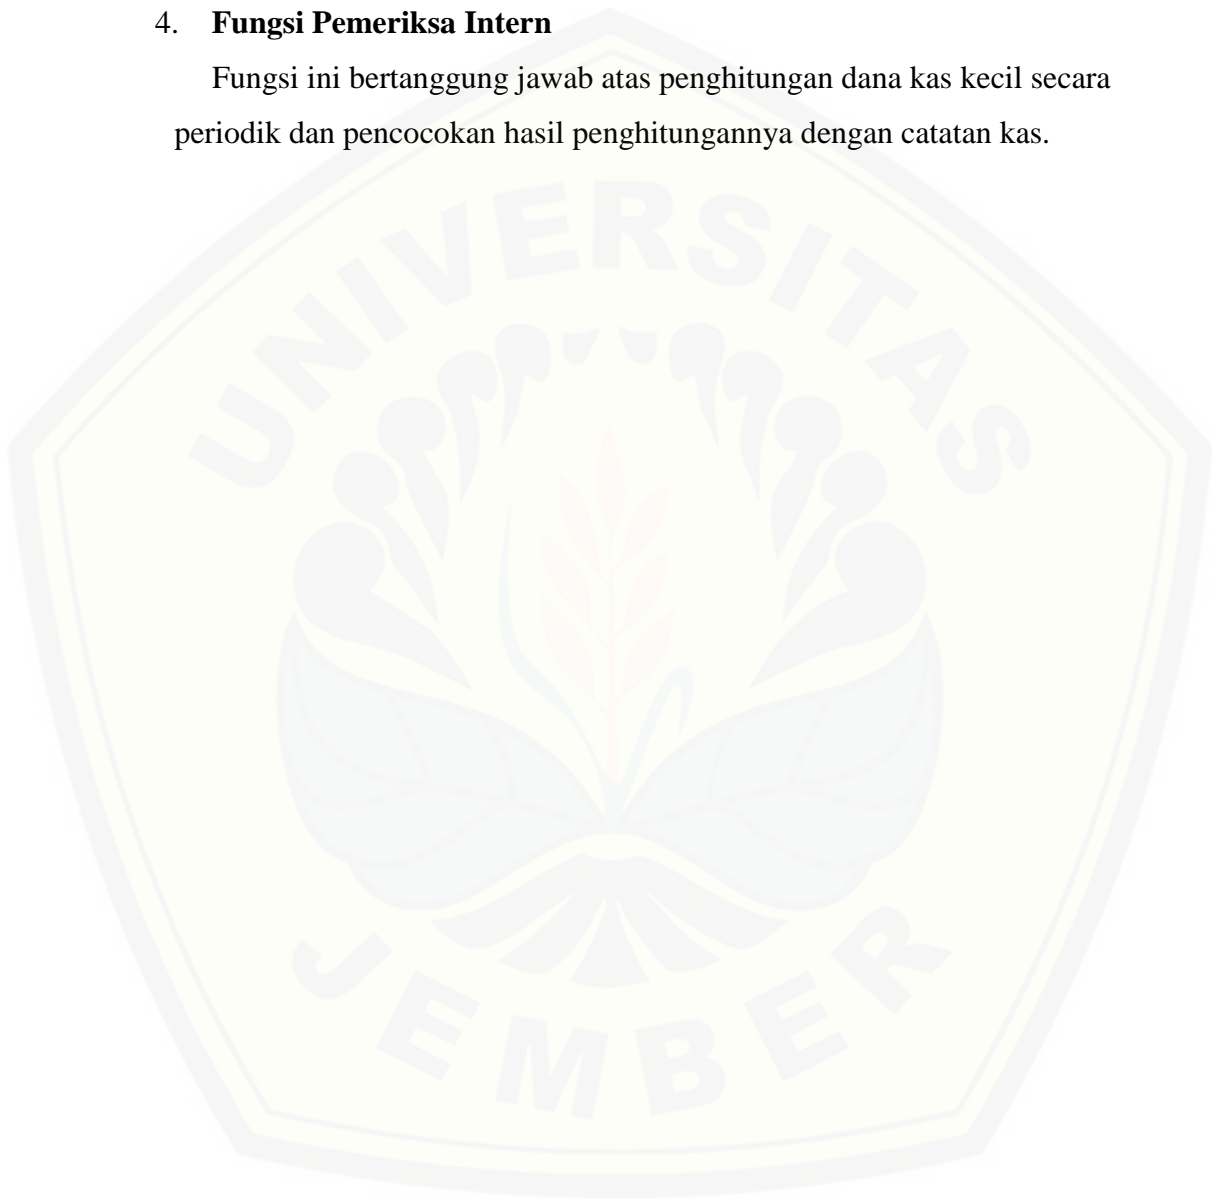 4. Fungsi Pemeriksa Intern
Fungsi ini bertanggung jawab atas penghitungan dana kas kecil secara
periodik dan pencocokan hasil penghitungannya dengan catatan kas.
UNIVERSITAS
JEMBER